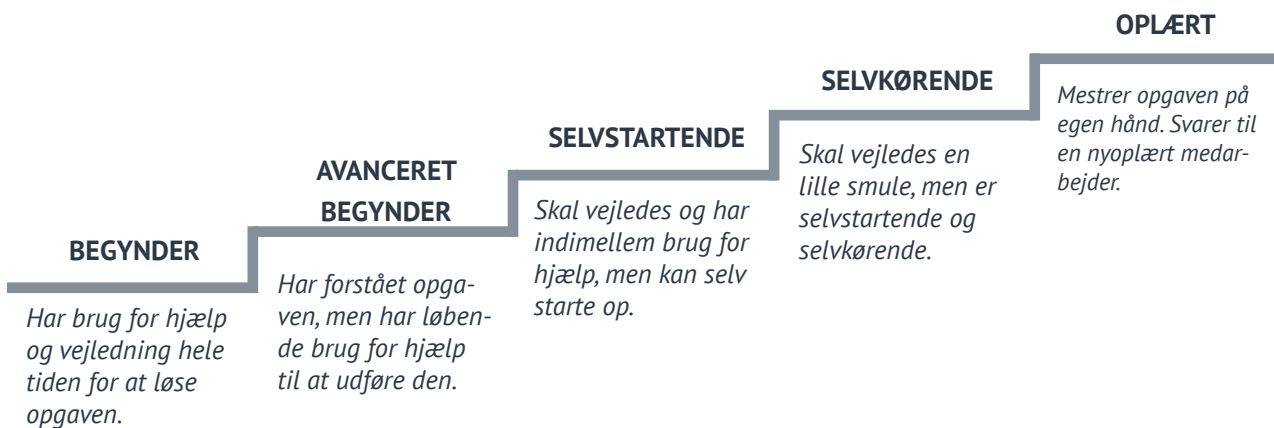 BEGYNDER
Har brug for hjælp
og vejledning hele
tiden for at løse
opgaven.
AVANCERET
BEGYNDER
Har forstået opga-
ven, men har løben-
de brug for hjælp
til at udføre den.
SELVSTARTENDE
Skal vejledes og har
indimellem brug for
hjælp, men kan selv
starte op.
SELVKØRENDE
Skal vejledes en
lille smule, men er
selvstartende og
selvkørende.
OPLÆRT
Mestrer opgaven på
egen hånd. Svarer til
en nyoplært medar-
bejder.